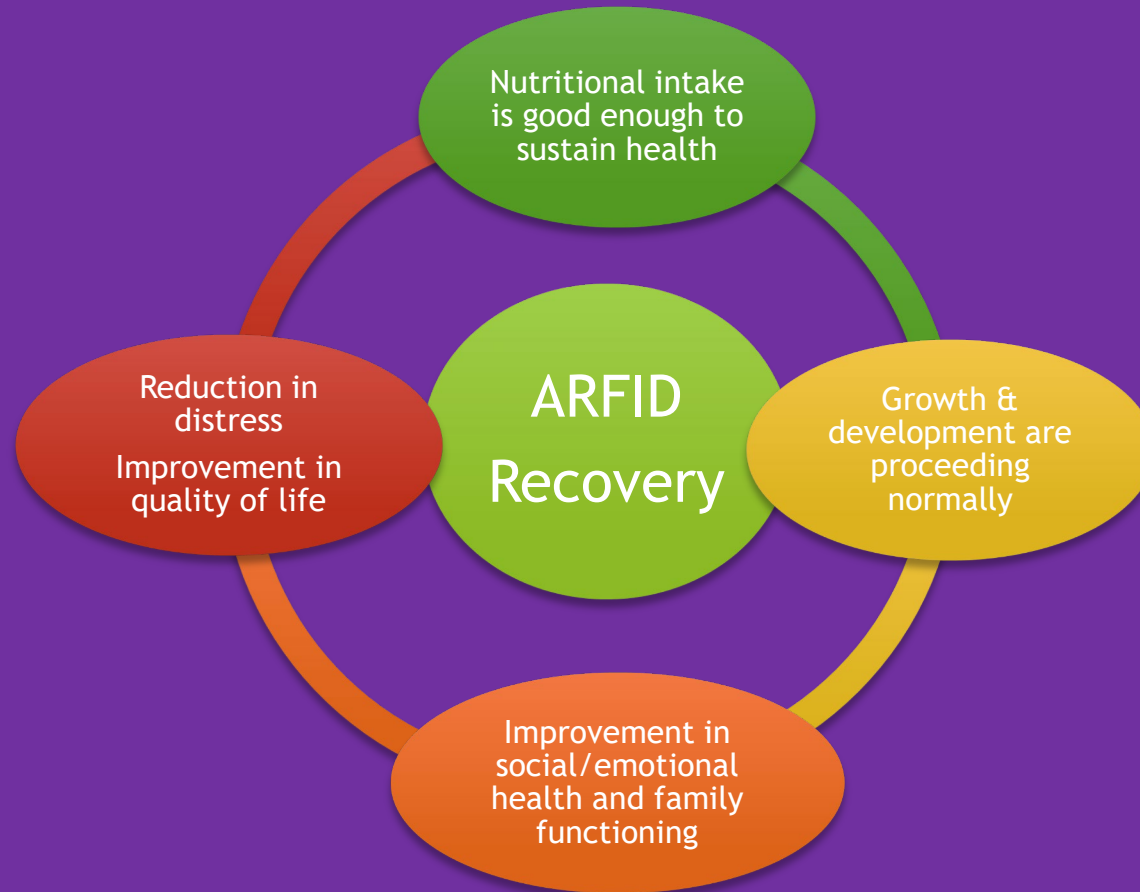 Nutritional intake
is good enough to
sustain health
Reduction in
distress
Improvement in
quality of life
ARFID
Recovery
Growth &
development are
proceeding
normally
Improvement in
social/emotional
health and family
functioning